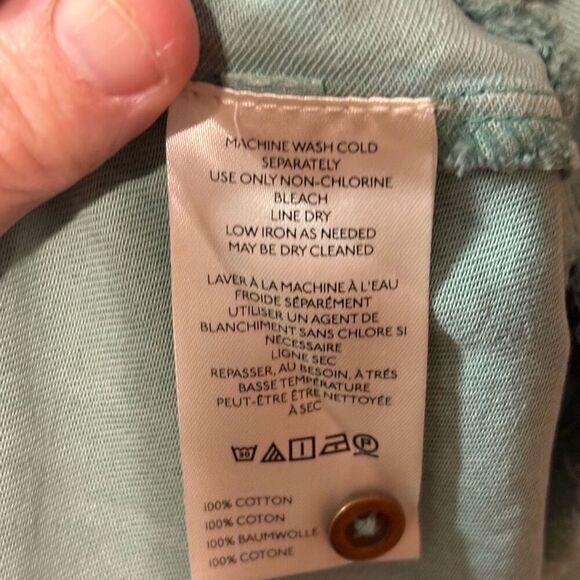 MACHINE WASH COLD
SEPARATELY
USE ONLY NON-CHLORINE
BLEACH
LINE DRY
LOW IRON AS NEEDED
MAY BE DRY CLEANED
LAVER À LA MACHINE À L'EAU
FROIDE SÉPARÉMENT
UTILISER UN AGENT DE
BLANCHIMENT SANS CHLORE SI
NÉCESSAIRE
LIGNE SEC
REPASSER, AU BESOIN, À TRÉS
BASSE TEMPÉRATURE
PEUT-ÊTRE ÊTRE NETTOYÉE
À SEC
30 P
100% COTTON
100% COTON
100% BAUMWOLLE
100% COTONE